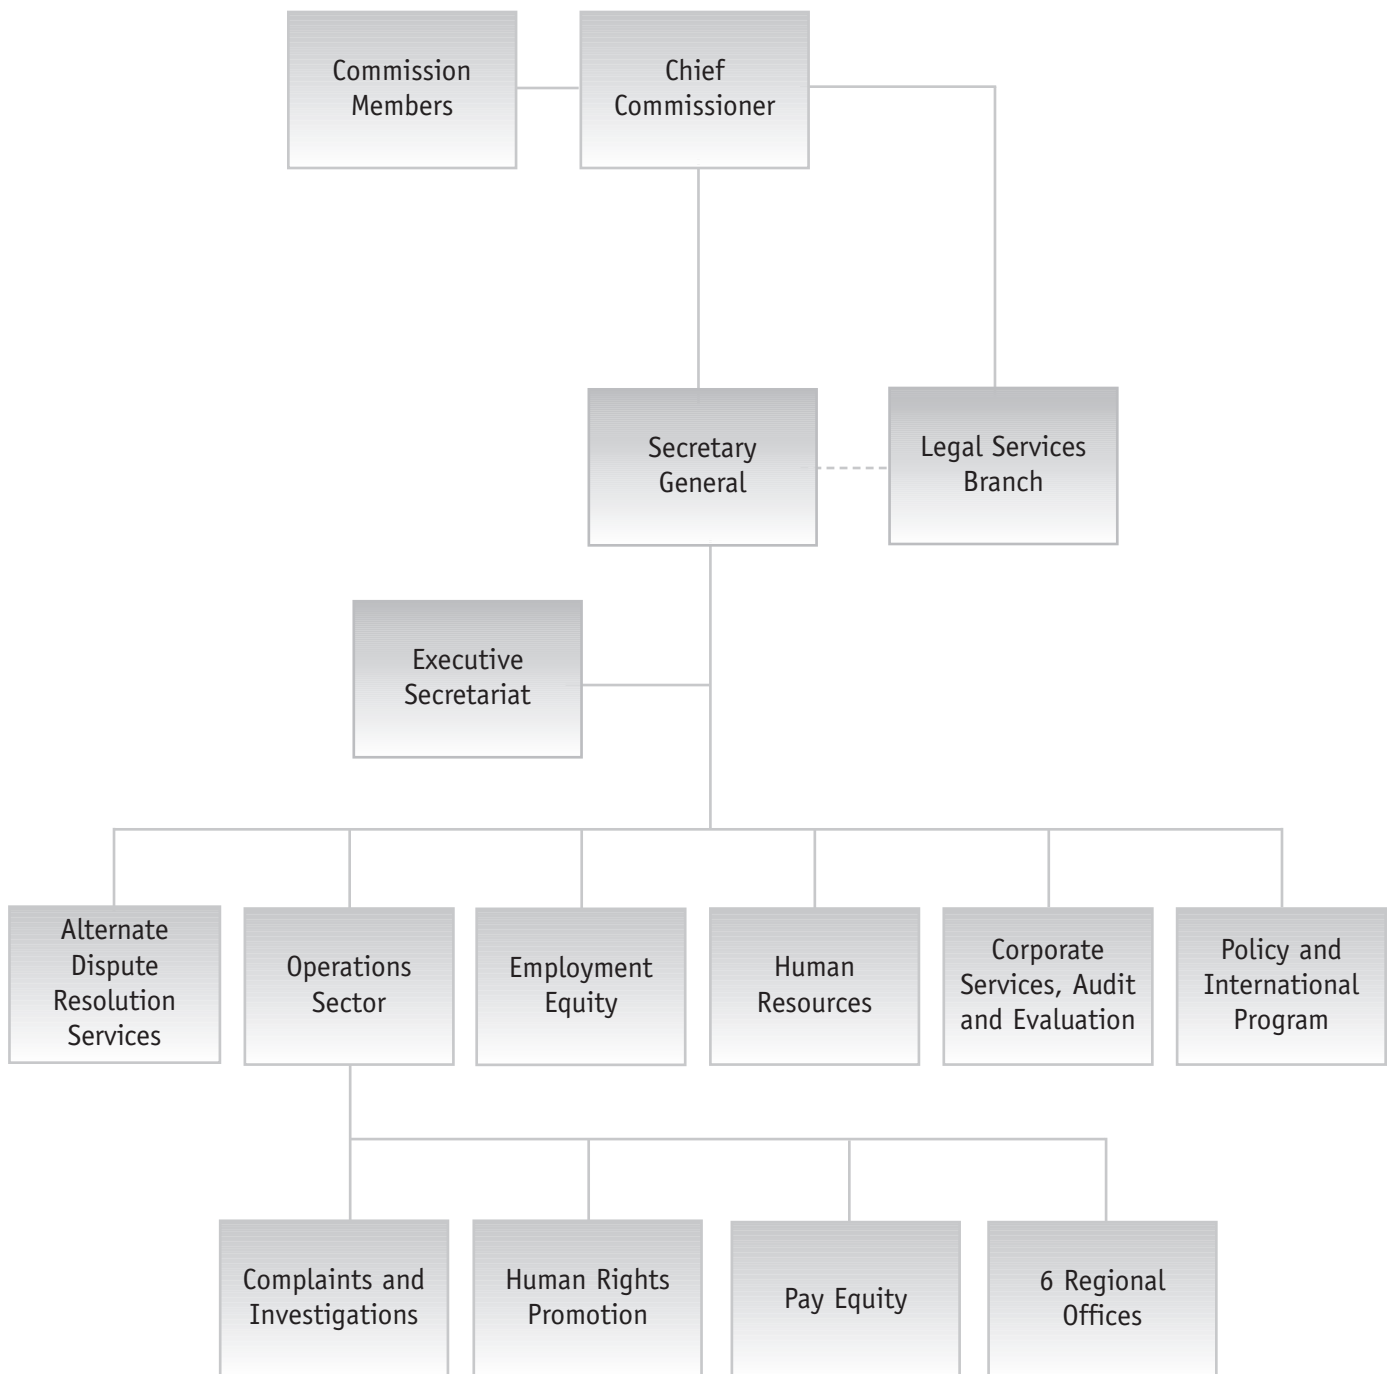 Commission
Members
Chief
Commissioner
Secretary
General
Legal Services
Branch
Executive
Secretariat
Alternate
Dispute
Resolution
Services
Operations
Sector
Employment
Equity
Human
Resources
Corporate
Services, Audit
and Evaluation
Policy and
International
Program
Complaints and
Investigations
Human Rights
Promotion
Pay Equity
6 Regional
Offices